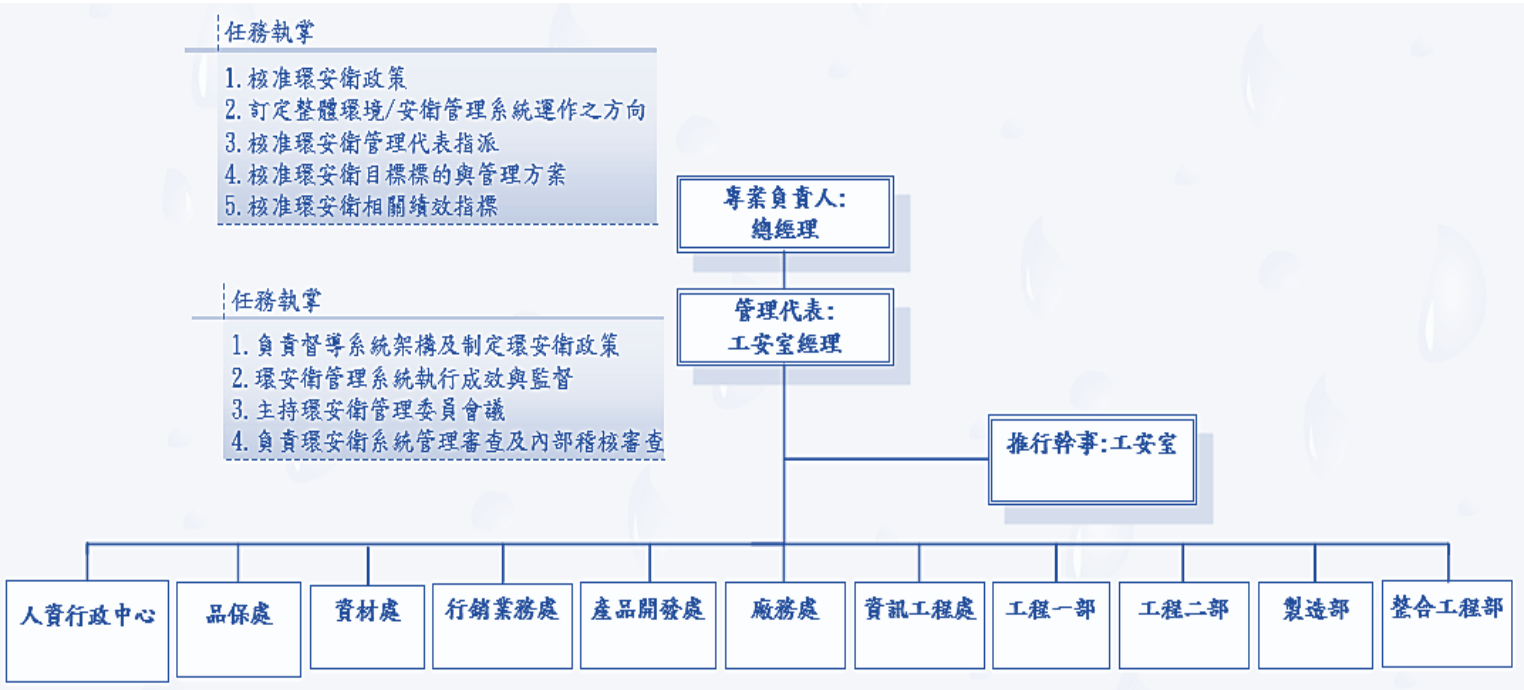 任務執掌
1. 核准環安衛政策
2. 訂定整體環境/安衛管理系統運作之方向
3. 核准環安衛管理代表指派
4. 核准環安衛目標標的與管理方案
5. 核准環安衛相關績效指標
專案負責人:
總經理
任務執掌
1. 負責督導系統架構及制定環安衛政策
2. 環安衛管理系統執行成效與監督
3. 主持環安衛管理委員會議
4. 負責環安衛系統管理審查及內部稽核審查
管理代表:
工安室經理
推行幹事:工安室
人資行政中心
品保處
資材處
行銷業務處
產品開發處
廠務處
資訊工程處
工程一部
工程二部
製造部
整合工程部